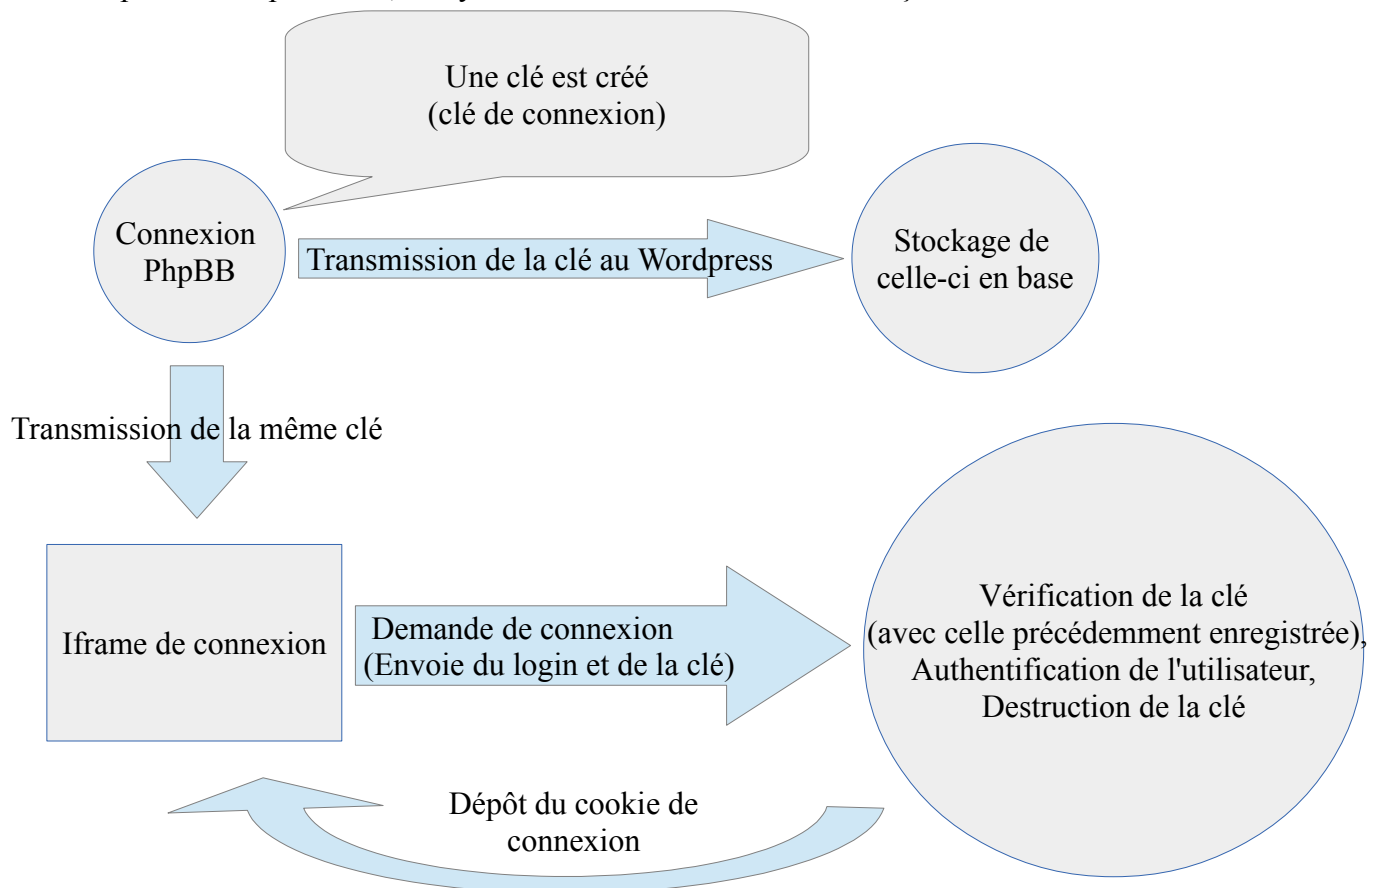 Une clé est créé
(clé de connexion)
Connexion
PhpBB
Transmission de la clé au Wordpress
Stockage de
celle-ci en base
Transmission de la même clé
Iframe de connexion
Demande de connexion
(Envoie du login et de la clé)
Vérification de la clé
(avec celle précédemment enregistrée),
Authentification de l'utilisateur,
Destruction de la clé
Dépôt du cookie de
connexion